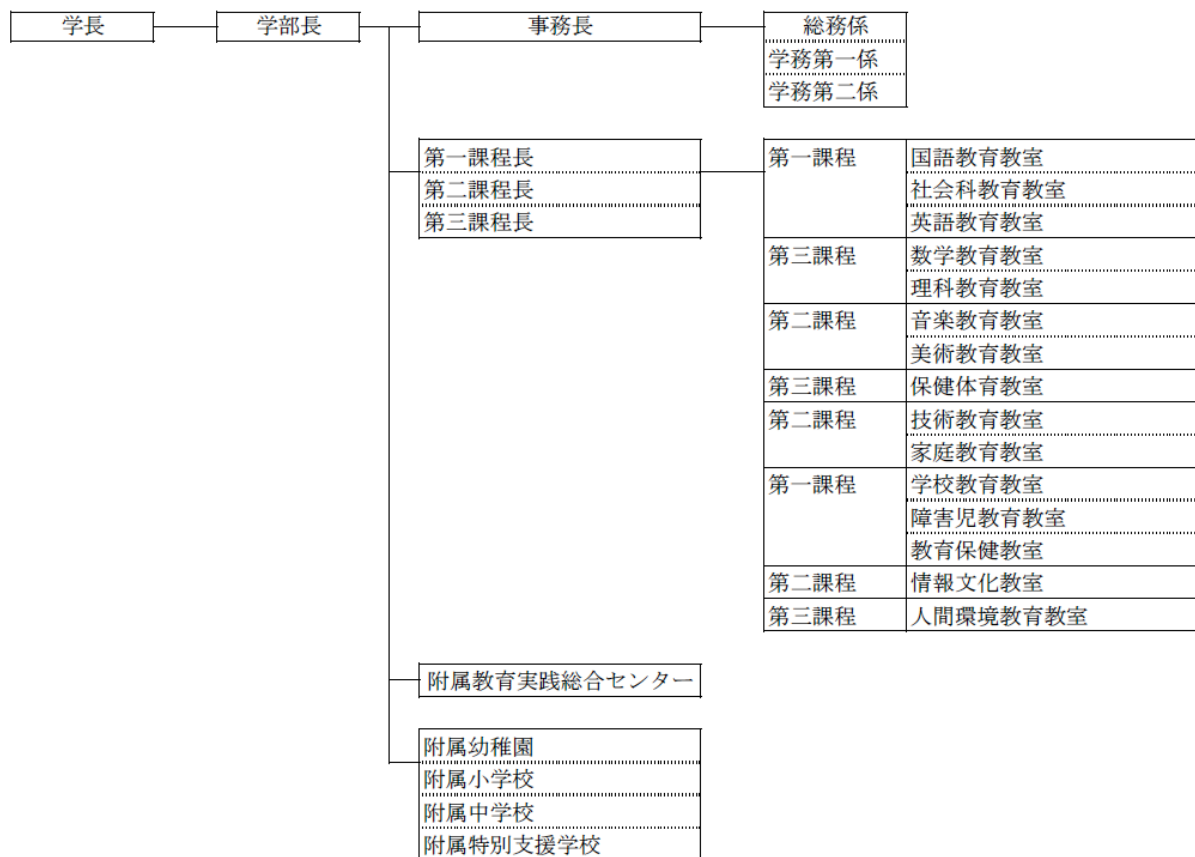 学長 学部長 事務長 総務係
学務第一係
学務第二係
第一課程長 第一課程 国語教育教室
第二課程長 社会科教育教室
第三課程長 英語教育教室
第三課程 数学教育教室
理科教育教室
第二課程 音楽教育教室
美術教育教室
第三課程 保健体育教室
第二課程 技術教育教室
家庭教育教室
第一課程 学校教育教室
障害児教育教室
教育保健教室
第二課程 情報文化教室
第三課程 人間環境教育教室
附属教育実践総合センター
附属幼稚園
附属小学校
附属中学校
附属特別支援学校